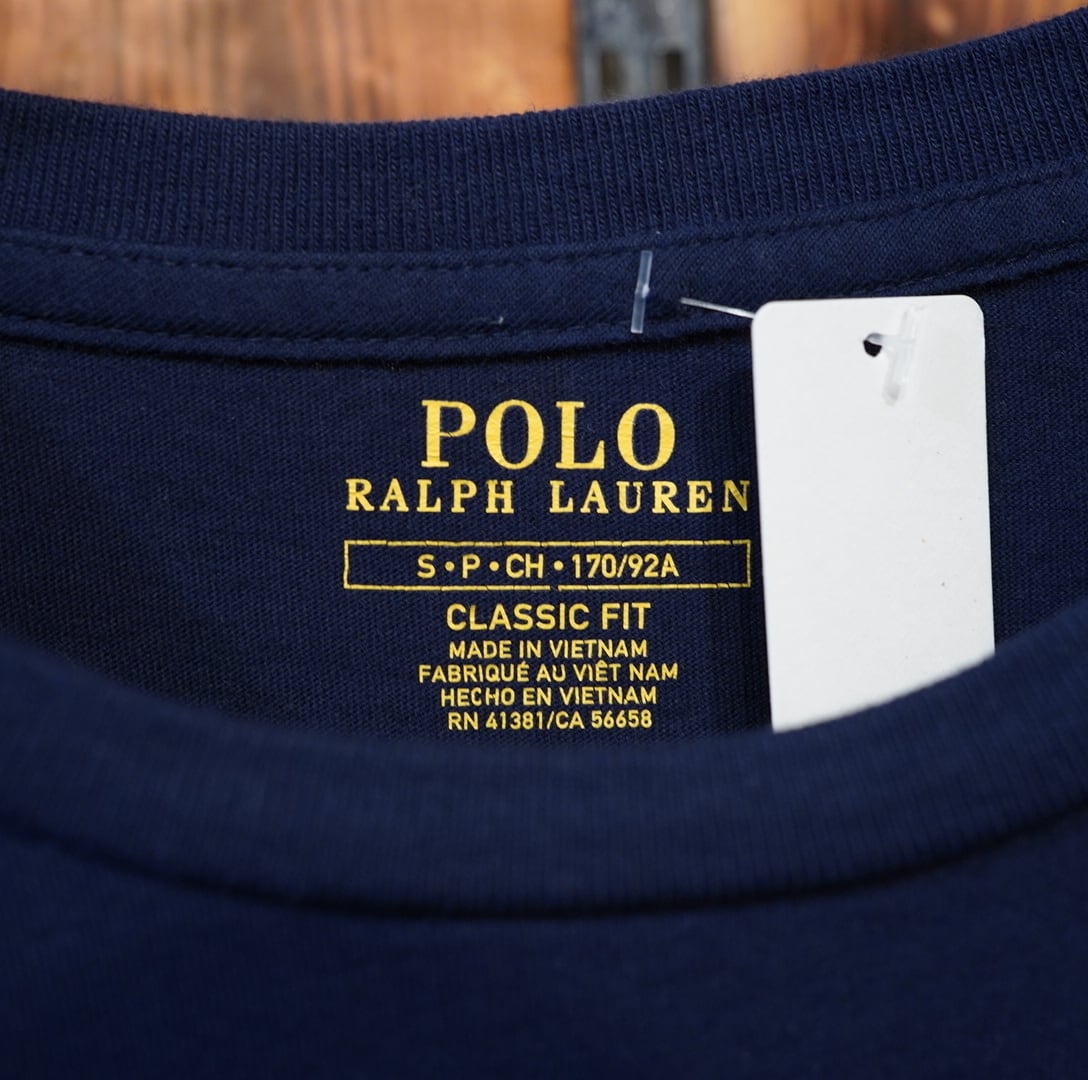 POLO
RALPH LAUREN
S • P • CH • 170/92A
CLASSIC FIT
MADE IN VIETNAM
FABRIQUÉ AU VIÊT NAM
HECHO EN VIETNAM
RN 41381/CA 56658